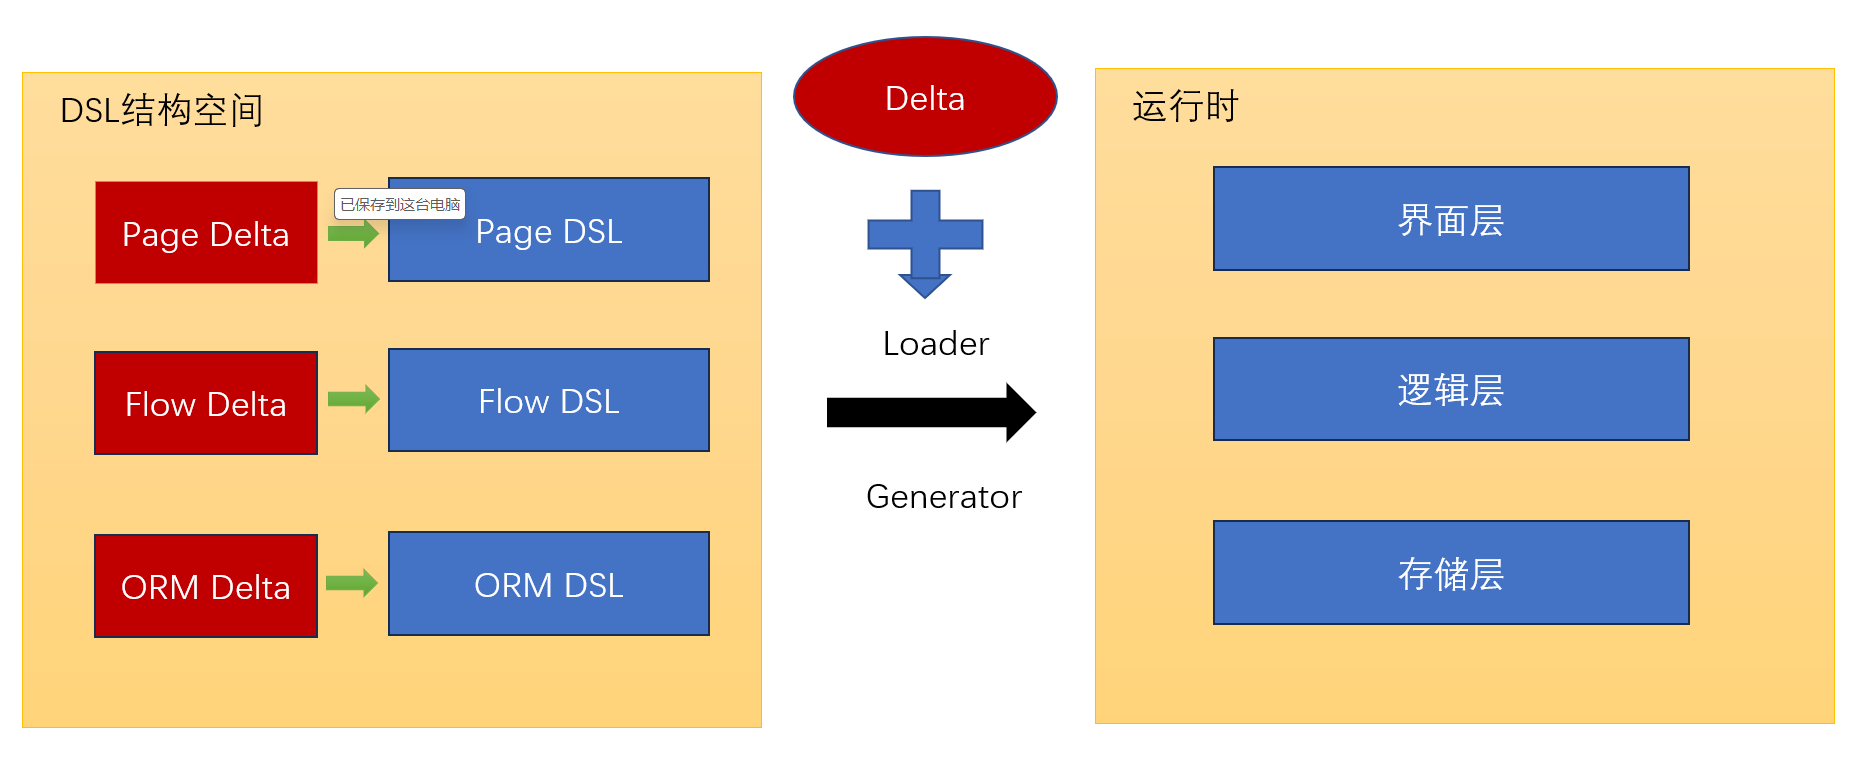 DSL结构空间
Page Delta
已保存到这台电脑
Page DSL
Flow Delta
Flow DSL
ORM Delta
ORM DSL
Delta
Loader
Generator
运行时
界面层
逻辑层
存储层